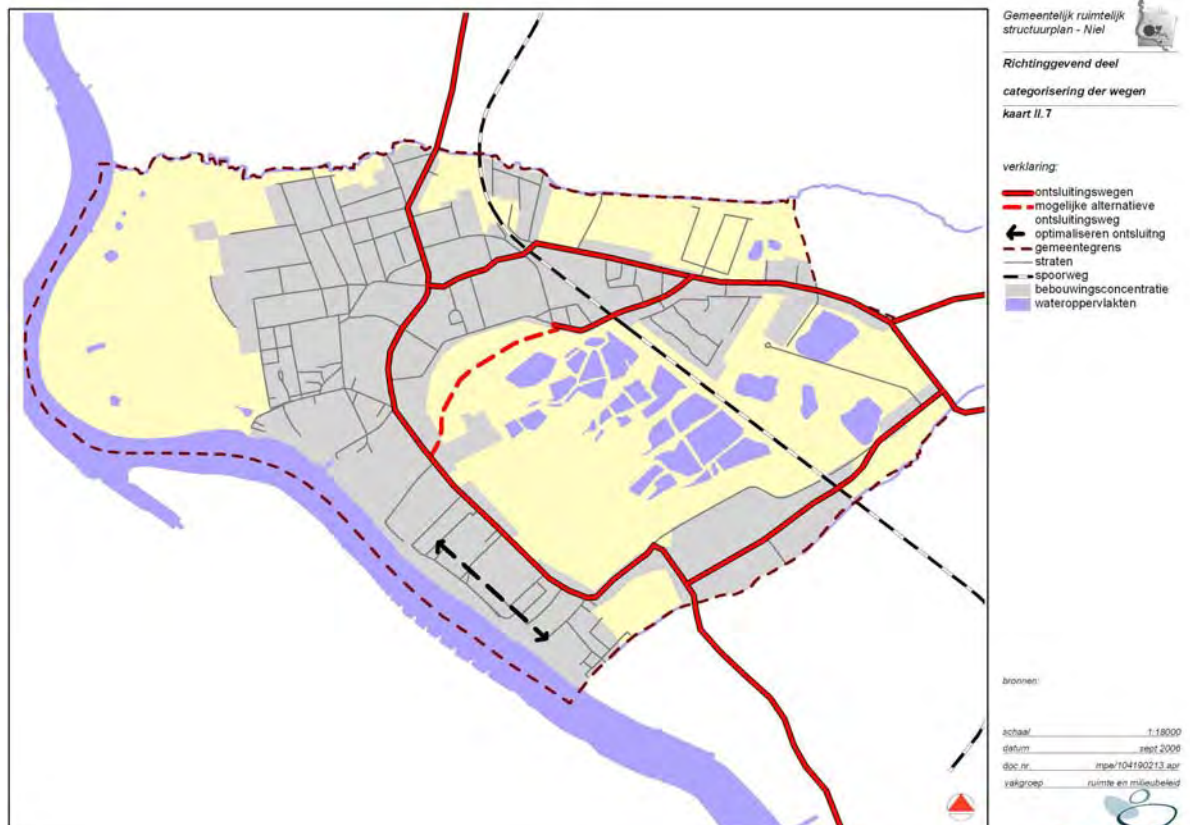 Gemeentelijk ruimtelijk
structuurplan - Niel
Richtinggevend deel
categorisering der wegen
kaart II.7
verklaring:
ontsluitingswegen
mogelijke alternatieve
ontsluitingsweg
optimaliseren ontsluitng
gemeentegrens
straten
spoorweg
bebouwingsconcentratie
wateroppervlakten
bronnen:
schaal 1:18000
datum sept 2006
doc.nr. mpe/104190213.apr
vakgroep ruimte en milieubeleid